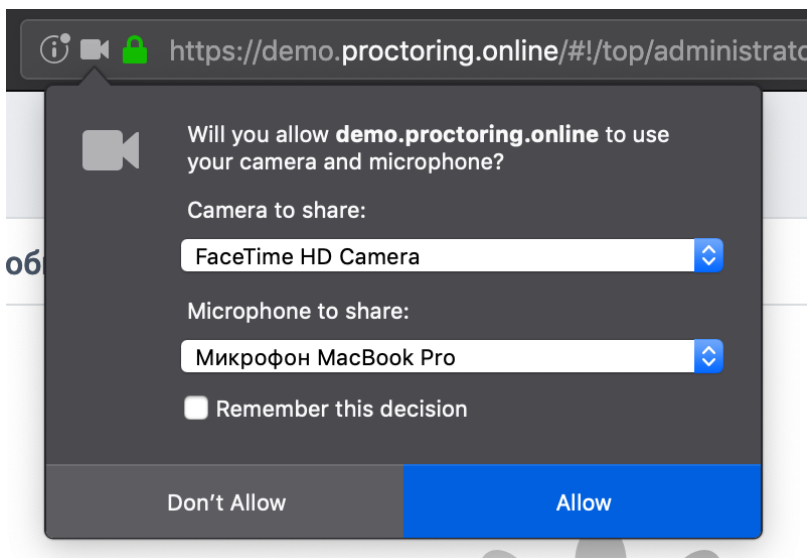 https://demo.proctoring.online/#!/top/administrato
Will you allow demo.proctoring.online to use
your camera and microphone?
Camera to share:
FaceTime HD Camera
Microphone to share:
Микрофон MacBook Pro
Remember this decision
Don't Allow
Allow